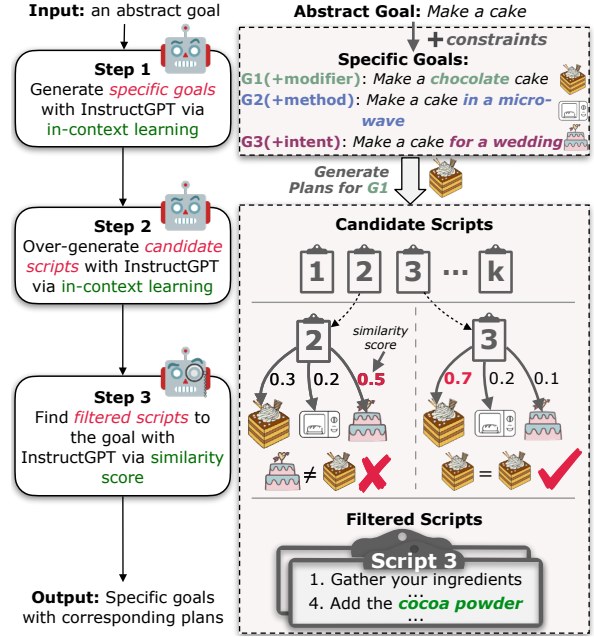 Input: an abstract goal
Step 1
Generate specific goals
with InstructGPT via
in-context learning
Step 2
Over-generate candidate
scripts with InstructGPT
via in-context learning
Step 3
Find filtered scripts to
the goal with
InstructGPT via similarity
score
Output: Specific goals
with corresponding plans
Abstract Goal: Make a cake
+ constraints
Specific Goals:
G1(+modifier): Make a chocolate cake
G2(+method): Make a cake in a micro-
wave
G3(+intent): Make a cake for a wedding
Generate
Plans for G1
Candidate Scripts
1 2 3 ... k
2
similarity
score
0.3 0.2 0.5
≠
3
0.7 0.2 0.1
=
Filtered Scripts
Script 3
1. Gather your ingredients
...
4. Add the cocoa powder
...